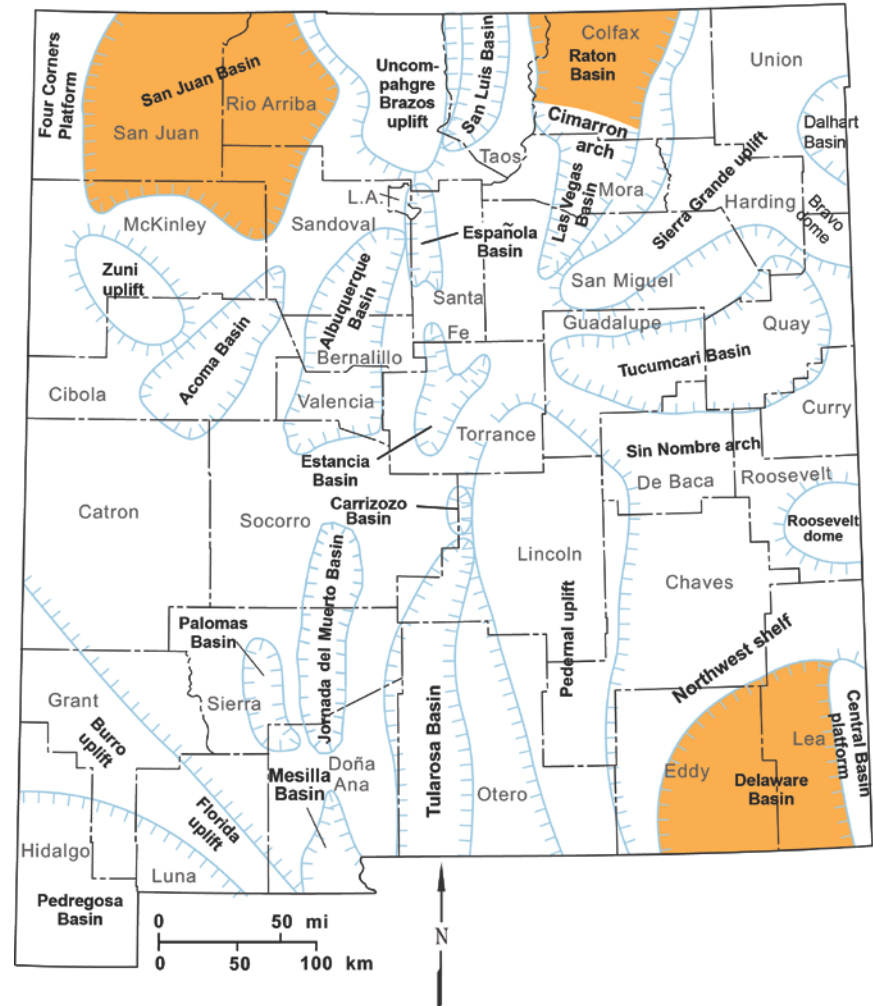 Colfax
Raton
Basin
Union
San Juan Basin
Rio Arriba
San Juan
Four Corners
Platform
Uncom-
pahgre
Brazos
uplift
San Luis Basin
Cimarron
arch
Taos
Dalhart
Basin
L.A.
Mora
Las Vegas
Basin
Sierra Grande uplift
Harding
Bravo
dome
McKinley
Sandoval
Española
Basin
Zuni
uplift
Albuquerque
Basin
Santa
Fe
San Miguel
Guadalupe
Quay
Acoma Basin
Bernalillo
Tucumcari Basin
Cibola
Valencia
Curry
Torrance
Estancia
Basin
Sin Nombre arch
De Baca
Roosevelt
Carrizozo
Basin
Catron
Socorro
Roosevelt
dome
Lincoln
Chaves
Jornada del Muerto Basin
Palomas
Basin
Pedernal uplift
Northwest shelf
Grant
Sierra
Burro
uplift
Tularosa Basin
Central Basin
platform
Lea
Eddy
Delaware
Basin
Doña
Ana
Mesilla
Basin
Otero
Florida
uplift
Hidalgo
Luna
Pedregosa
Basin
0 50 mi
0 50 100 km
N